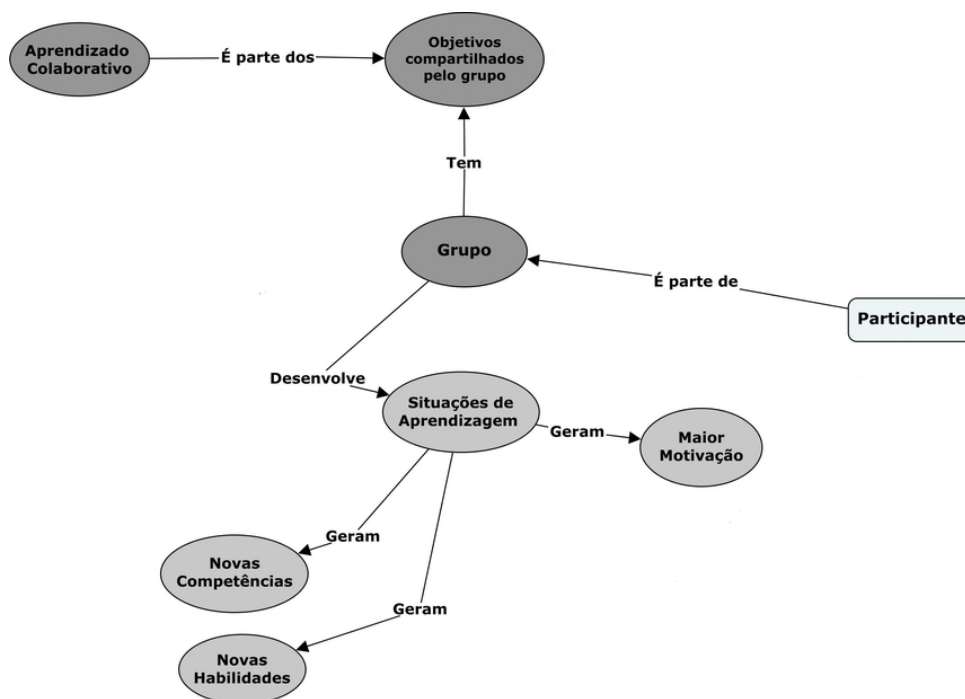 Aprendizado
Colaborativo
É parte dos
Objetivos
compartilhados
pelo grupo
Tem
Grupo
É parte de
Participante
Desenvolve
Situações de
Aprendizagem
Geram
Maior
Motivação
Geram
Novas
Competências
Geram
Novas
Habilidades